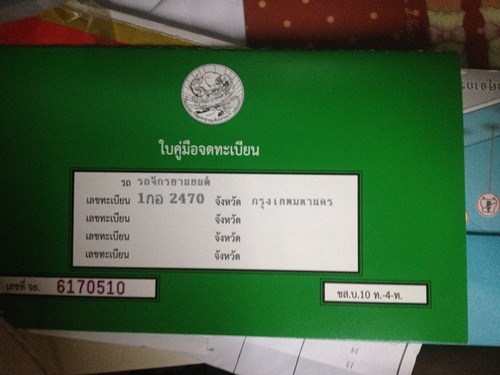 ใบคู่มือจดทะเบียน
รถ รถจักรยานยนต์
เลขทะเบียน 1กอ 2470 จังหวัด กรุงเทพมหานคร
เลขทะเบียน จังหวัด
เลขทะเบียน จังหวัด
เลขทะเบียน จังหวัด
เลขที่ จย. 6170510
ขส.บ.10 ท.-4-ท.